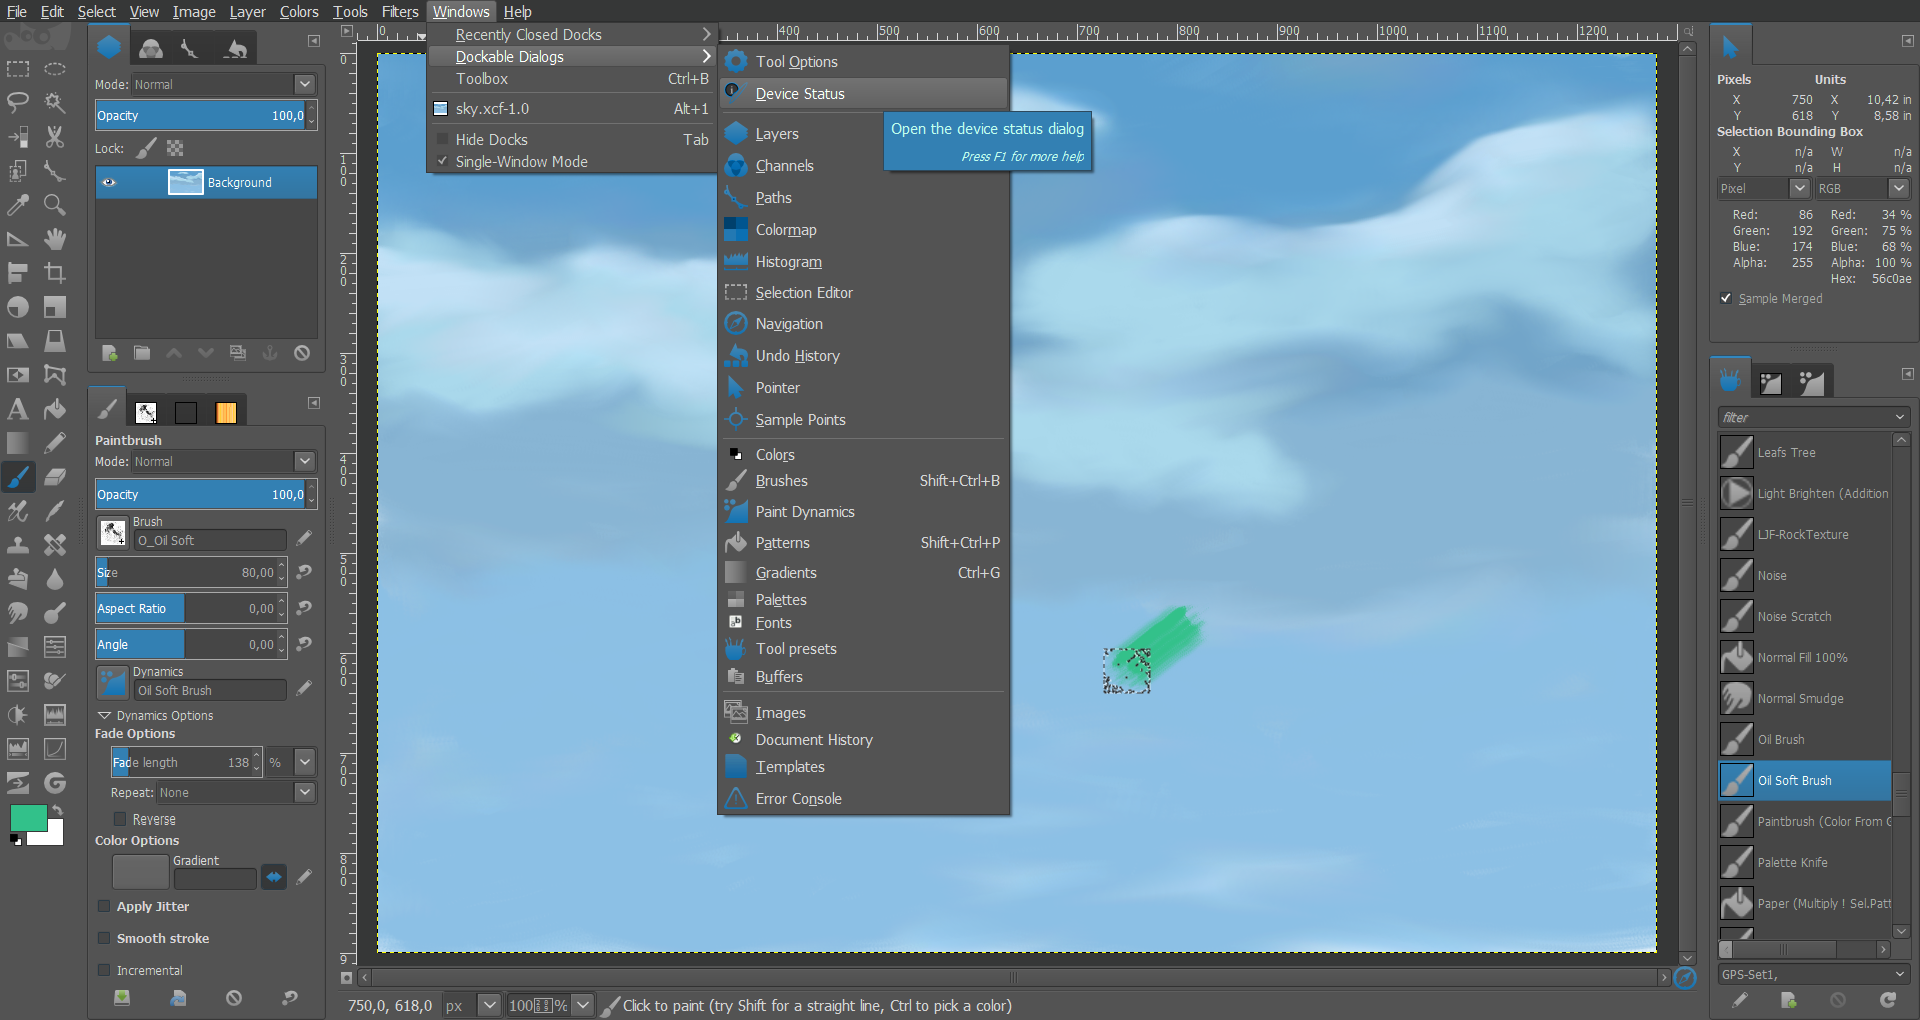 File Edit Select View Image Layer Colors Tools Filters Windows Help
Mode: Normal
Opacity 100,0
Lock:
Background
Paintbrush
Mode: Normal
Opacity 100,0
Brush
O_Oil Soft
Size 80,00
Aspect Ratio 0,00
Angle 0,00
Dynamics
Oil Soft Brush
Dynamics Options
Fade Options
Fade length 138 %
Repeat: None
Reverse
Color Options
Gradient
Apply Jitter
Smooth stroke
Incremental
Recently Closed Docks
Dockable Dialogs
Toolbox Ctrl+B
sky.xcf-1.0 Alt+1
Hide Docks Tab
Single-Window Mode
Tool Options
Device Status
Layers
Channels
Paths
Colormap
Histogram
Selection Editor
Navigation
Undo History
Pointer
Sample Points
Colors
Brushes Shift+Ctrl+B
Paint Dynamics
Patterns Shift+Ctrl+P
Gradients Ctrl+G
Palettes
Fonts
Tool presets
Buffers
Images
Document History
Templates
Error Console
Open the device status dialog
Press F1 for more help
0 400 500 600 700 800 900 1000 1100 1200
0
100
200
300
400
500
600
700
800
9
750,0, 618,0 px 100 % Click to paint (try Shift for a straight line, Ctrl to pick a color)
Pixels Units
X 750 X 10,42 in
Y 618 Y 8,58 in
Selection Bounding Box
X n/a W n/a
Y n/a H n/a
Pixel RGB
Red: 86 Red: 34 %
Green: 192 Green: 75 %
Blue: 174 Blue: 68 %
Alpha: 255 Alpha: 100 %
Hex: 56c0ae
Sample Merged
filter
Leafs Tree
Light Brighten (Addition
LJF-RockTexture
Noise
Noise Scratch
Normal Fill 100%
Normal Smudge
Oil Brush
Oil Soft Brush
Paintbrush (Color From G
Palette Knife
Paper (Multiply ! Sel.Patt
GPS-Set1,